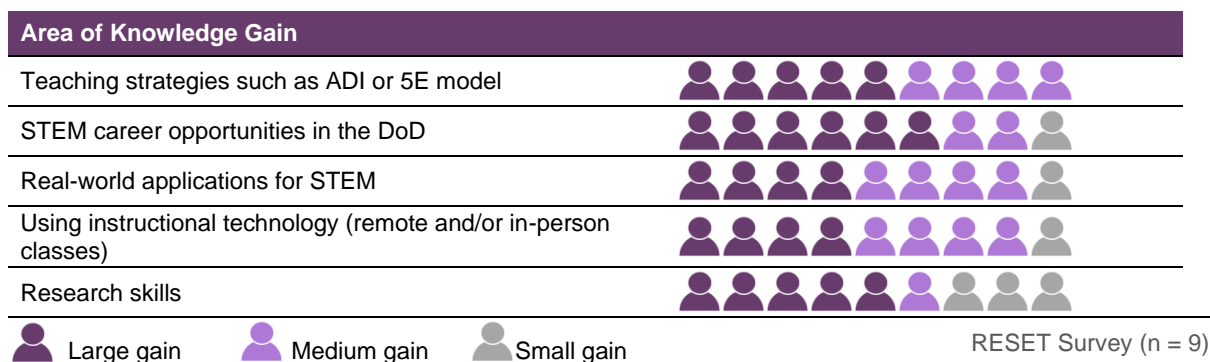 Area of Knowledge Gain
Teaching strategies such as ADI or 5E model
STEM career opportunities in the DoD
Real-world applications for STEM
Using instructional technology (remote and/or in-person
classes)
Research skills
Large gain Medium gain Small gain
RESET Survey (n = 9)